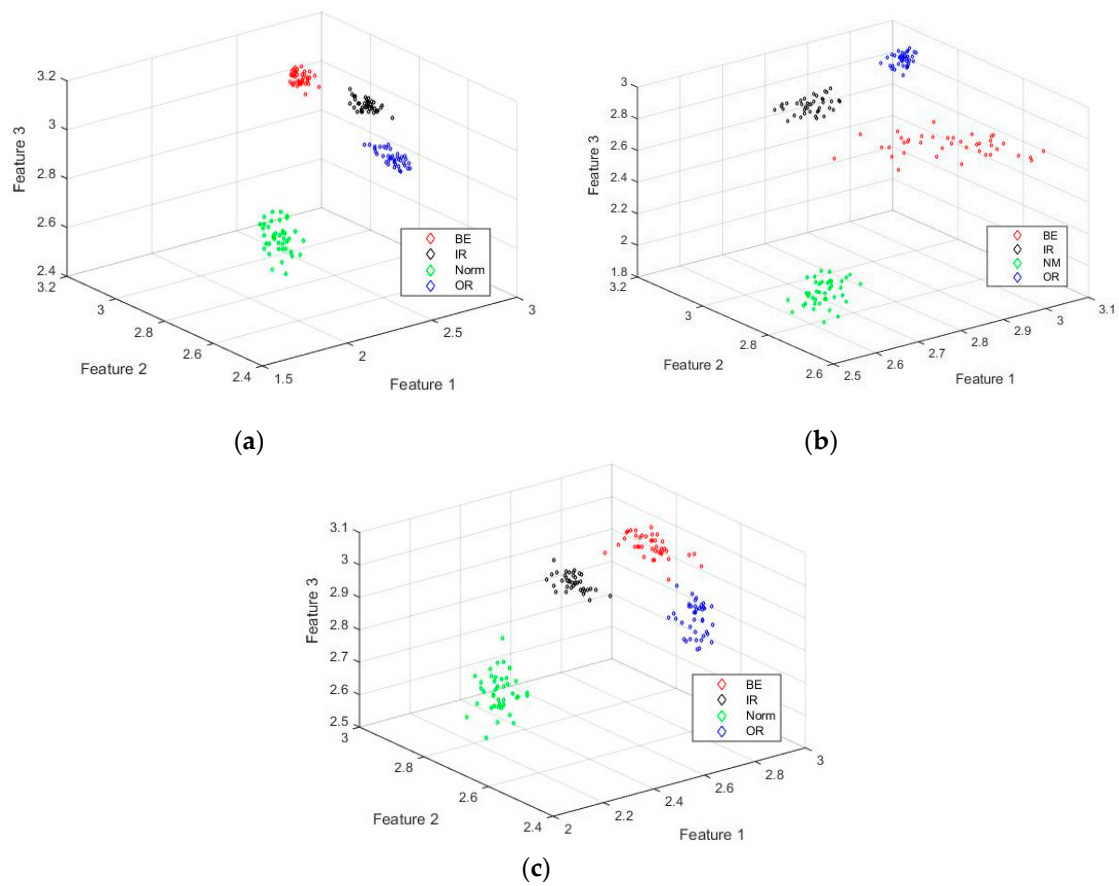 3.2
3
2.8
2.6
2.4
Feature 3
3.2
3
2.8
2.6
2.4
Feature 2
1.5
2
2.5
3
Feature 1
BE
IR
Norm
OR
(a)
3
2.8
2.6
2.4
2.2
2
1.8
Feature 3
3.2
3
2.8
2.6
Feature 2
2.5
2.6
2.7
2.8
2.9
3
3.1
Feature 1
BE
IR
NM
OR
(b)
3.1
3
2.9
2.8
2.7
2.6
2.5
Feature 3
3
2.8
2.6
2.4
Feature 2
2
2.2
2.4
2.6
2.8
3
Feature 1
BE
IR
Norm
OR
(c)